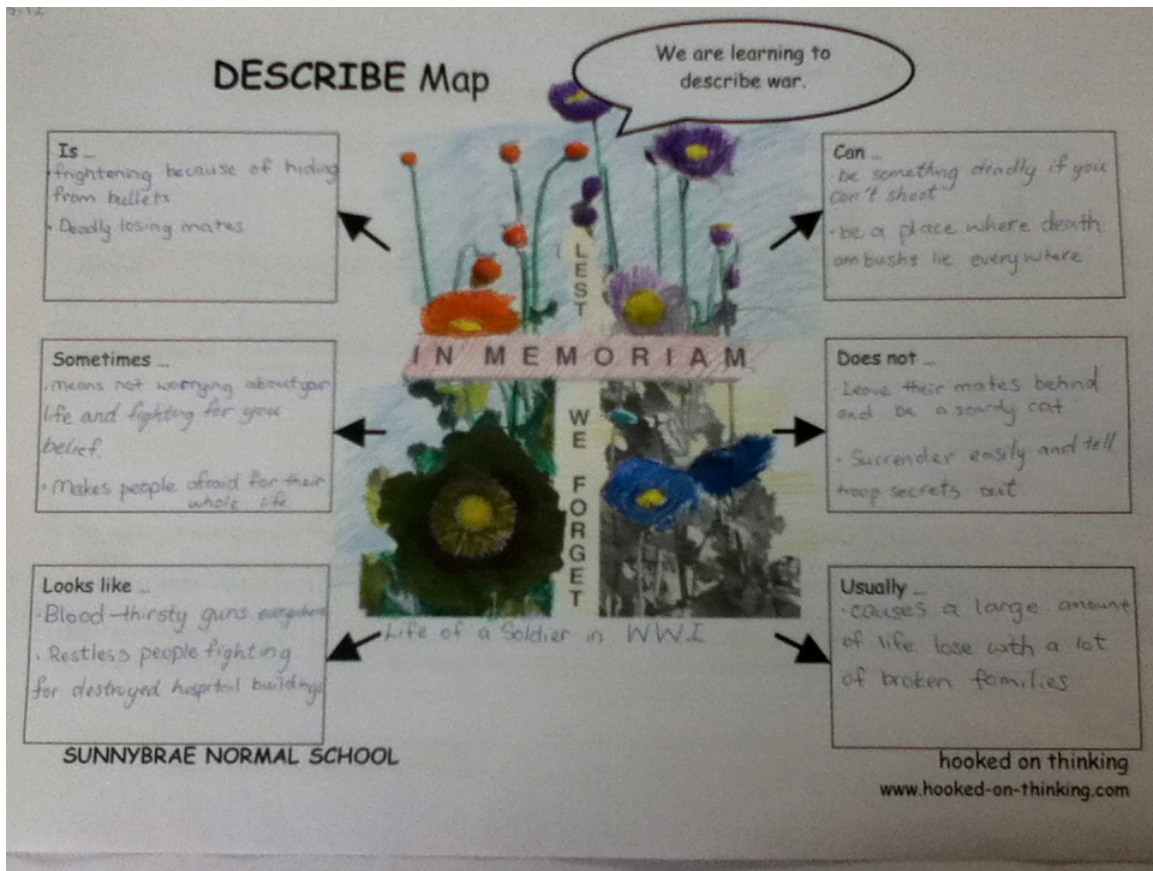 We are learning to
describe war.
DESCRIBE Map
Is ...
· frightening because of hiding
from bullets
· Deadly losing mates
Can ...
be something deadly if you
can't shoot
· be a place where death
ambushs lie everywhere
Sometimes ...
· means not worrying about your
life and fighting for you
belief.
· Makes people afraid for their
whole life
Does not ...
· Leave their mates behind
and be a scardy cat
· Surrender easily and tell
troop secrets out
Looks like ...
· Blood-thirsty guns everywhere
· Restless people fighting
for destroyed hospital buildings
Usually ...
· causes a large amount
of life lose with a lot
of broken families
LEST
IN MEMORIAM
WE FORGET
Life of a Soldier in WWI
SUNNYBRAE NORMAL SCHOOL
hooked on thinking
www.hooked-on-thinking.com